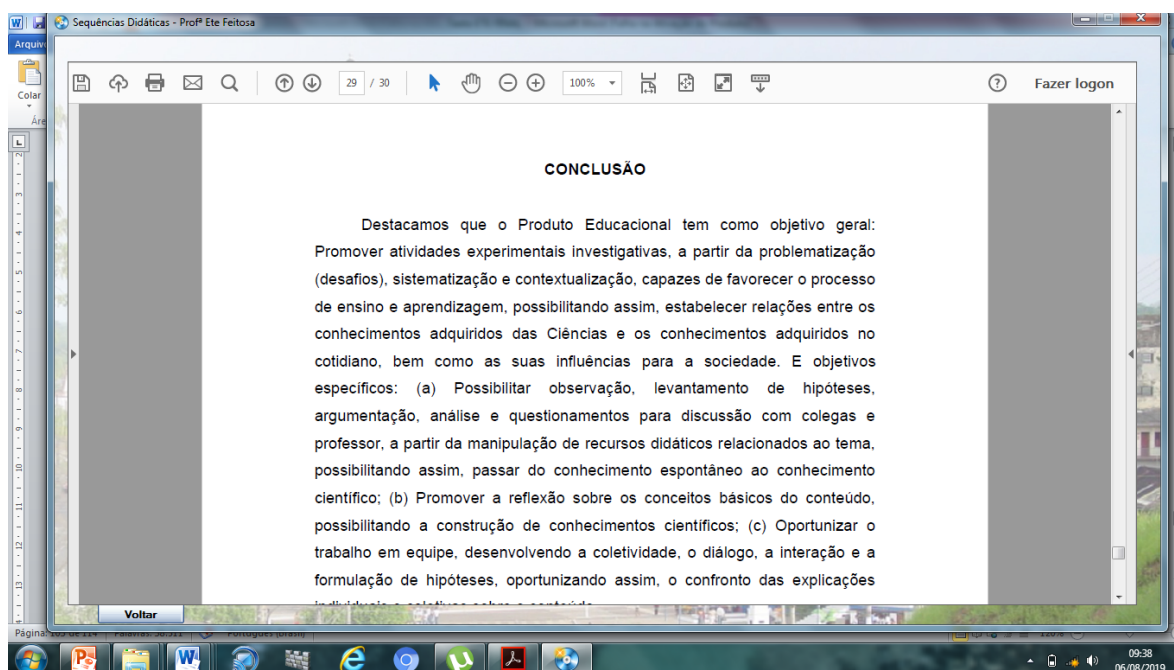 Sequências Didáticas - Profª Ete Feitosa
Arquivo
Colar
29 / 30
100%
Fazer logon
CONCLUSÃO
Destacamos que o Produto Educacional tem como objetivo geral:
Promover atividades experimentais investigativas, a partir da problematização
(desafios), sistematização e contextualização, capazes de favorecer o processo
de ensino e aprendizagem, possibilitando assim, estabelecer relações entre os
conhecimentos adquiridos das Ciências e os conhecimentos adquiridos no
cotidiano, bem como as suas influências para a sociedade. E objetivos
específicos: (a) Possibilitar observação, levantamento de hipóteses,
argumentação, análise e questionamentos para discussão com colegas e
professor, a partir da manipulação de recursos didáticos relacionados ao tema,
possibilitando assim, passar do conhecimento espontâneo ao conhecimento
científico; (b) Promover a reflexão sobre os conceitos básicos do conteúdo,
possibilitando a construção de conhecimentos científicos; (c) Oportunizar o
trabalho em equipe, desenvolvendo a coletividade, o diálogo, a interação e a
formulação de hipóteses, oportunizando assim, o confronto das explicações
Voltar
09:38
06/08/2019